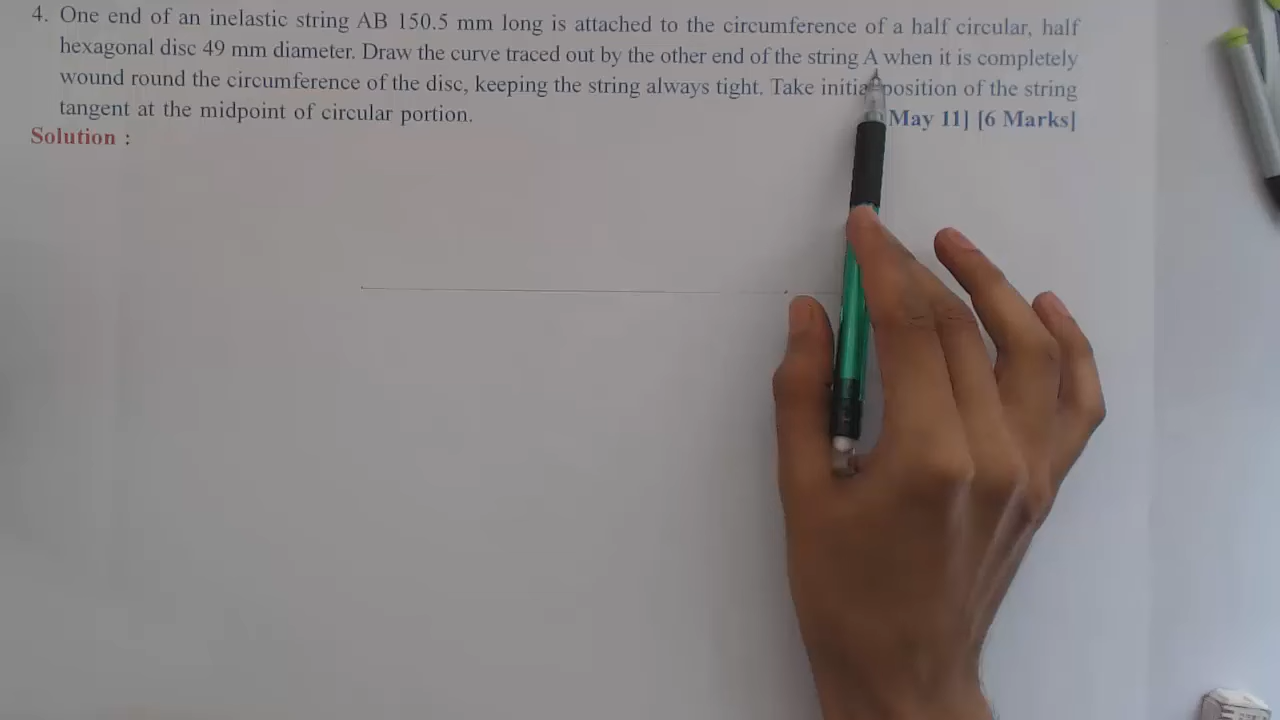 4. One end of an inelastic string AB 150.5 mm long is attached to the circumference of a half circular, half
hexagonal disc 49 mm diameter. Draw the curve traced out by the other end of the string A when it is completely
wound round the circumference of the disc, keeping the string always tight. Take initia position of the string
tangent at the midpoint of circular portion. May 11] [6 Marks]
Solution :